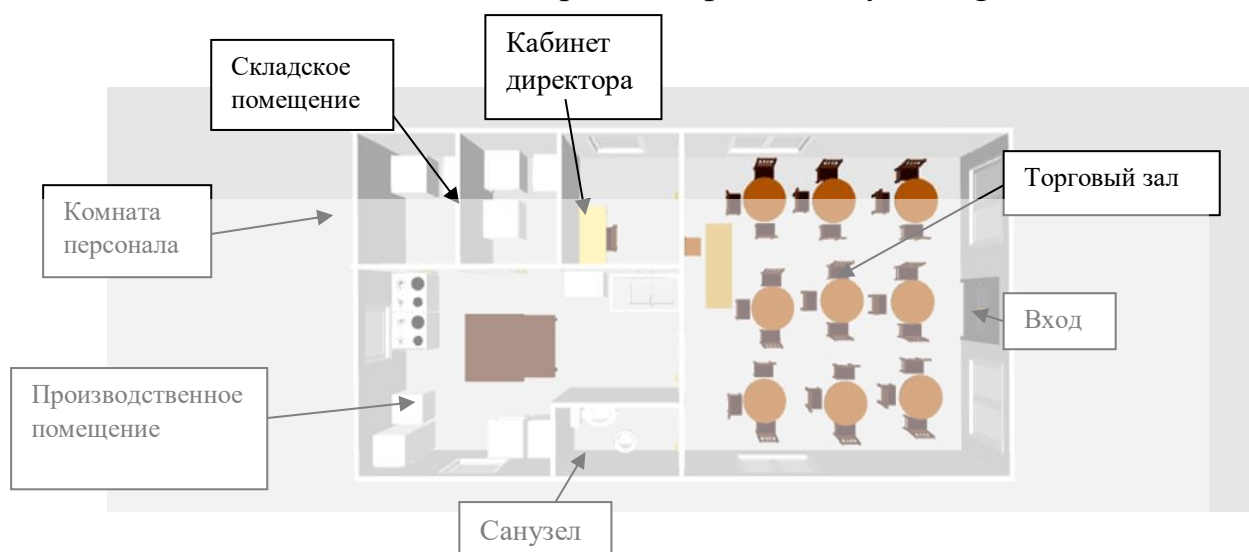 Кабинет
директора
Складское
помещение
Торговый зал
Комната
персонала
Вход
Производственное
помещение
Санузел